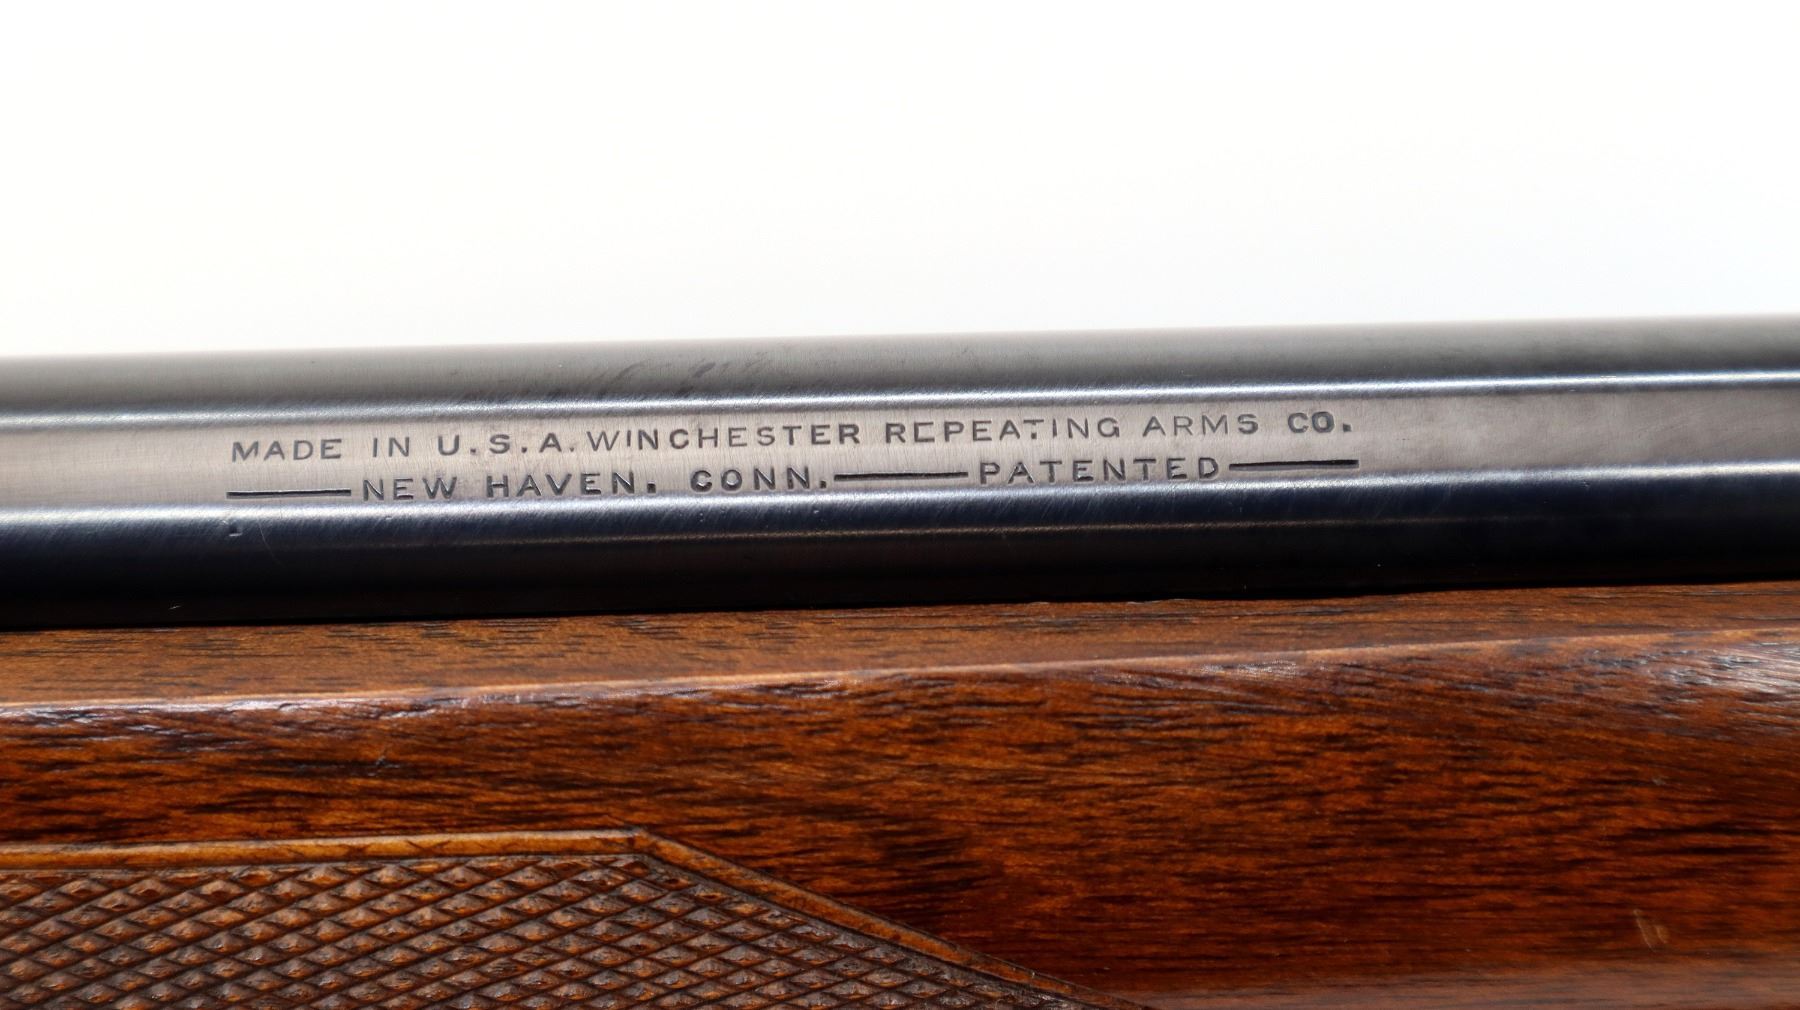 MADE IN U.S.A. WINCHESTER REPEATING ARMS CO.
—NEW HAVEN. CONN.—PATENTED—